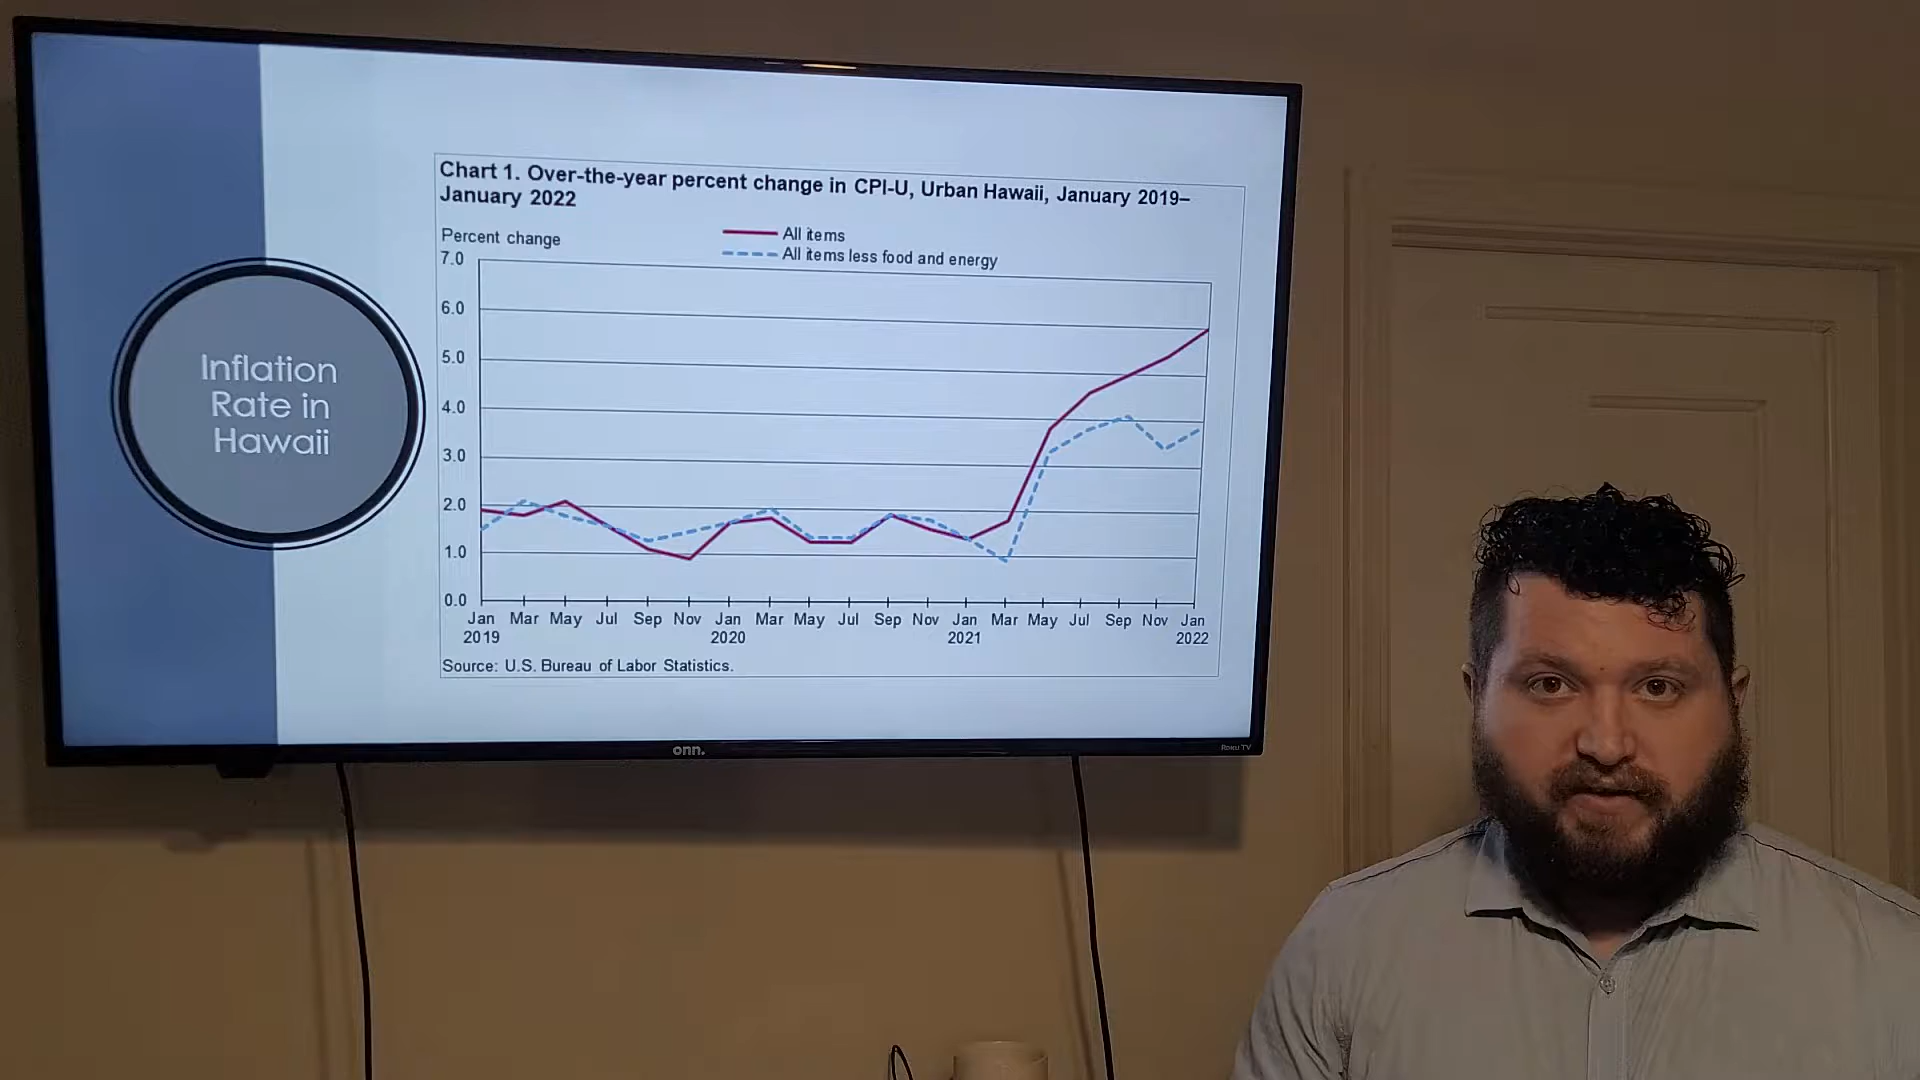 Inflation
Rate in
Hawaii
Chart 1. Over-the-year percent change in CPI-U, Urban Hawaii, January 2019–
January 2022
Percent change
All items
All items less food and energy
7.0
6.0
5.0
4.0
3.0
2.0
1.0
0.0
Jan Mar May Jul Sep Nov Jan Mar May Jul Sep Nov Jan Mar May Jul Sep Nov Jan
2019 2020 2021 2022
Source: U.S. Bureau of Labor Statistics.
onn.
Roku TV